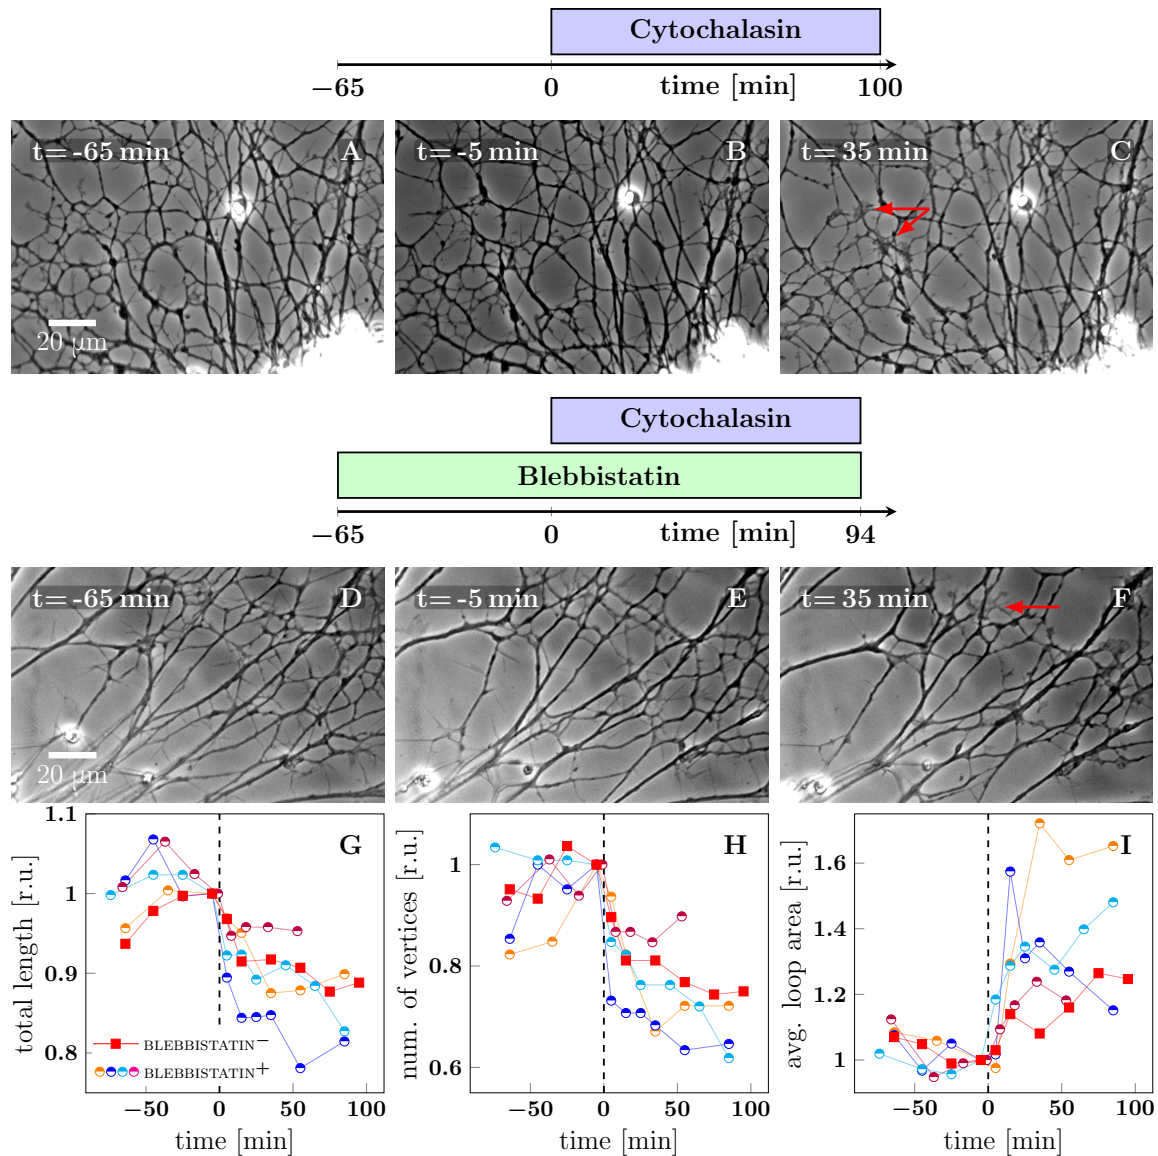 Cytochalasin
−65 0 time [min] 100
t= -65 min A
t= -5 min B
t= 35 min C
20 µm
Cytochalasin
Blebbistatin
−65 0 time [min] 94
t= -65 min D
t= -5 min E
t= 35 min F
20 µm
G
total length [r.u.]
1.1
1
0.9
0.8
BLEBBISTATIN⁻
BLEBBISTATIN⁺
−50 0 50 100
time [min]
H
num. of vertices [r.u.]
1
0.8
0.6
−50 0 50 100
time [min]
I
avg. loop area [r.u.]
1.6
1.4
1.2
1
−50 0 50 100
time [min]